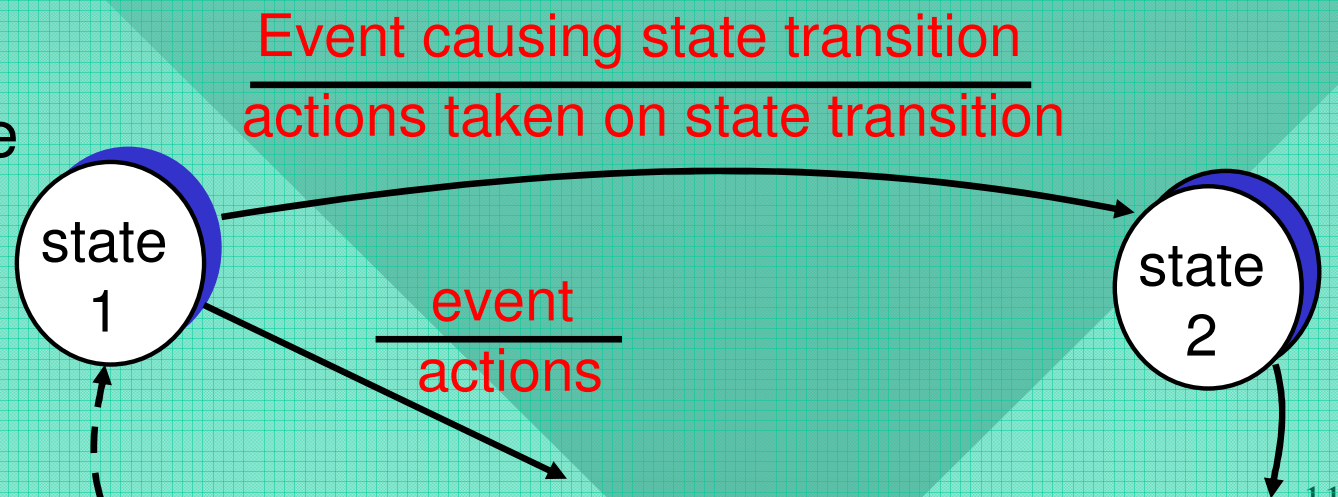 Event causing state transition
actions taken on state transition
e
state
1
event
actions
state
2